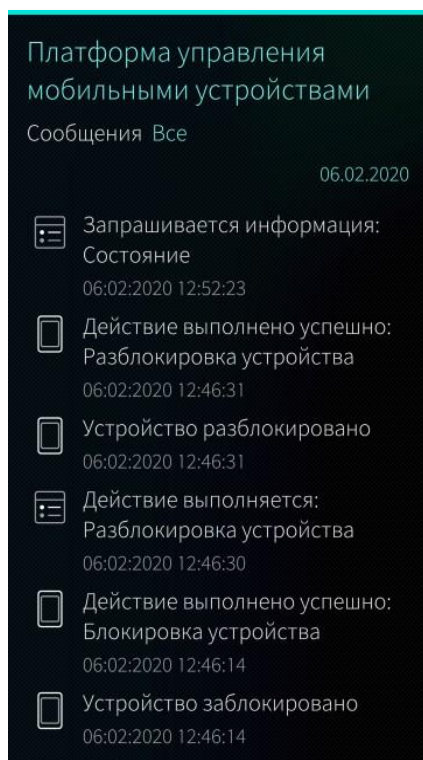 Платформа управления
мобильными устройствами
Сообщения Все
06.02.2020
Запрашивается информация:
Состояние
06:02:2020 12:52:23
Действие выполнено успешно:
Разблокировка устройства
06:02:2020 12:46:31
Устройство разблокировано
06:02:2020 12:46:31
Действие выполняется:
Разблокировка устройства
06:02:2020 12:46:30
Действие выполнено успешно:
Блокировка устройства
06:02:2020 12:46:14
Устройство заблокировано
06:02:2020 12:46:14